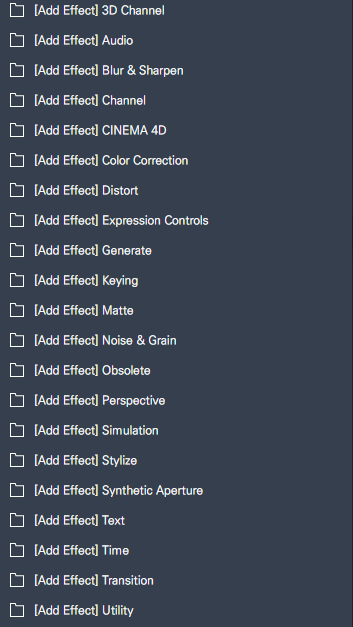 [Add Effect] 3D Channel
[Add Effect] Audio
[Add Effect] Blur & Sharpen
[Add Effect] Channel
[Add Effect] CINEMA 4D
[Add Effect] Color Correction
[Add Effect] Distort
[Add Effect] Expression Controls
[Add Effect] Generate
[Add Effect] Keying
[Add Effect] Matte
[Add Effect] Noise & Grain
[Add Effect] Obsolete
[Add Effect] Perspective
[Add Effect] Simulation
[Add Effect] Stylize
[Add Effect] Synthetic Aperture
[Add Effect] Text
[Add Effect] Time
[Add Effect] Transition
[Add Effect] Utility